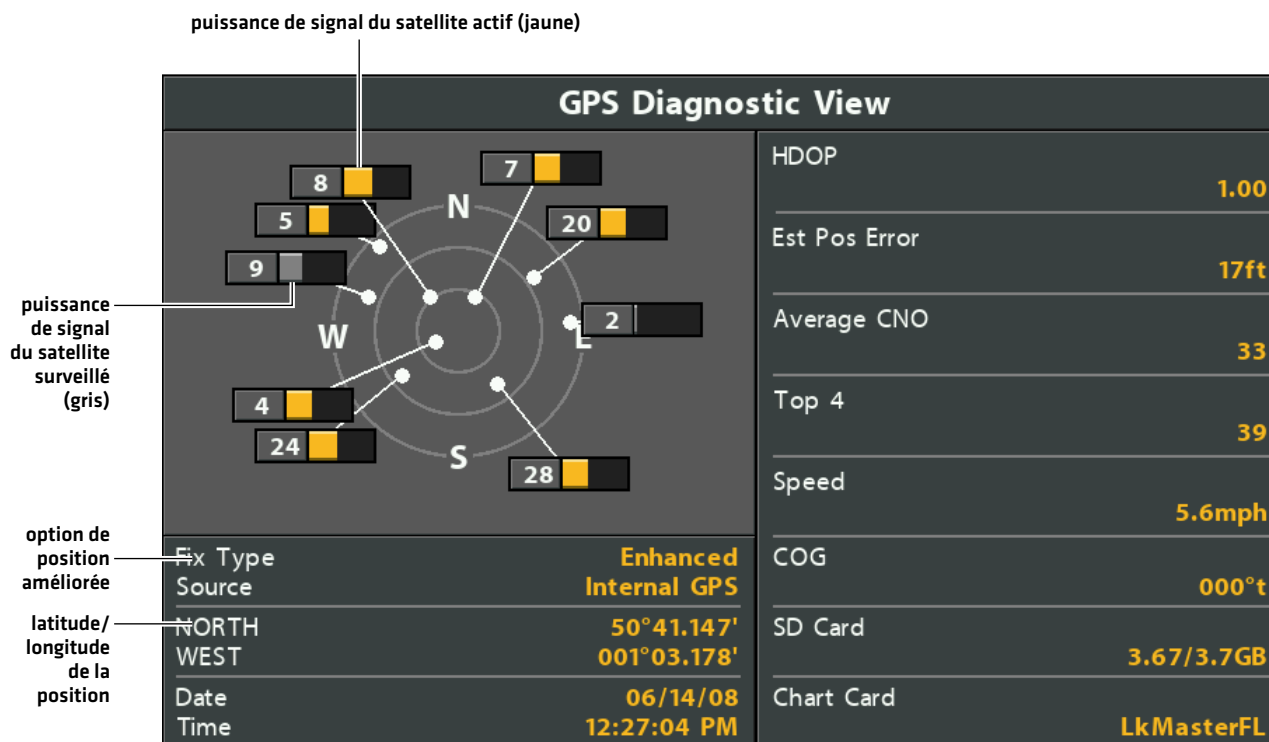 puissance de signal du satellite actif (jaune)
GPS Diagnostic View
8
7
5
20
N
9
2
W
E
4
24
S
28
puissance
de signal
du satellite
surveillé
(gris)
option de
position
améliorée
latitude/
longitude
de la
position
Fix Type Enhanced
Source Internal GPS
NORTH 50°41.147'
WEST 001°03.178'
Date 06/14/08
Time 12:27:04 PM
HDOP
1.00
Est Pos Error
17ft
Average CNO
33
Top 4
39
Speed
5.6mph
COG
000°t
SD Card
3.67/3.7GB
Chart Card
LkMasterFL